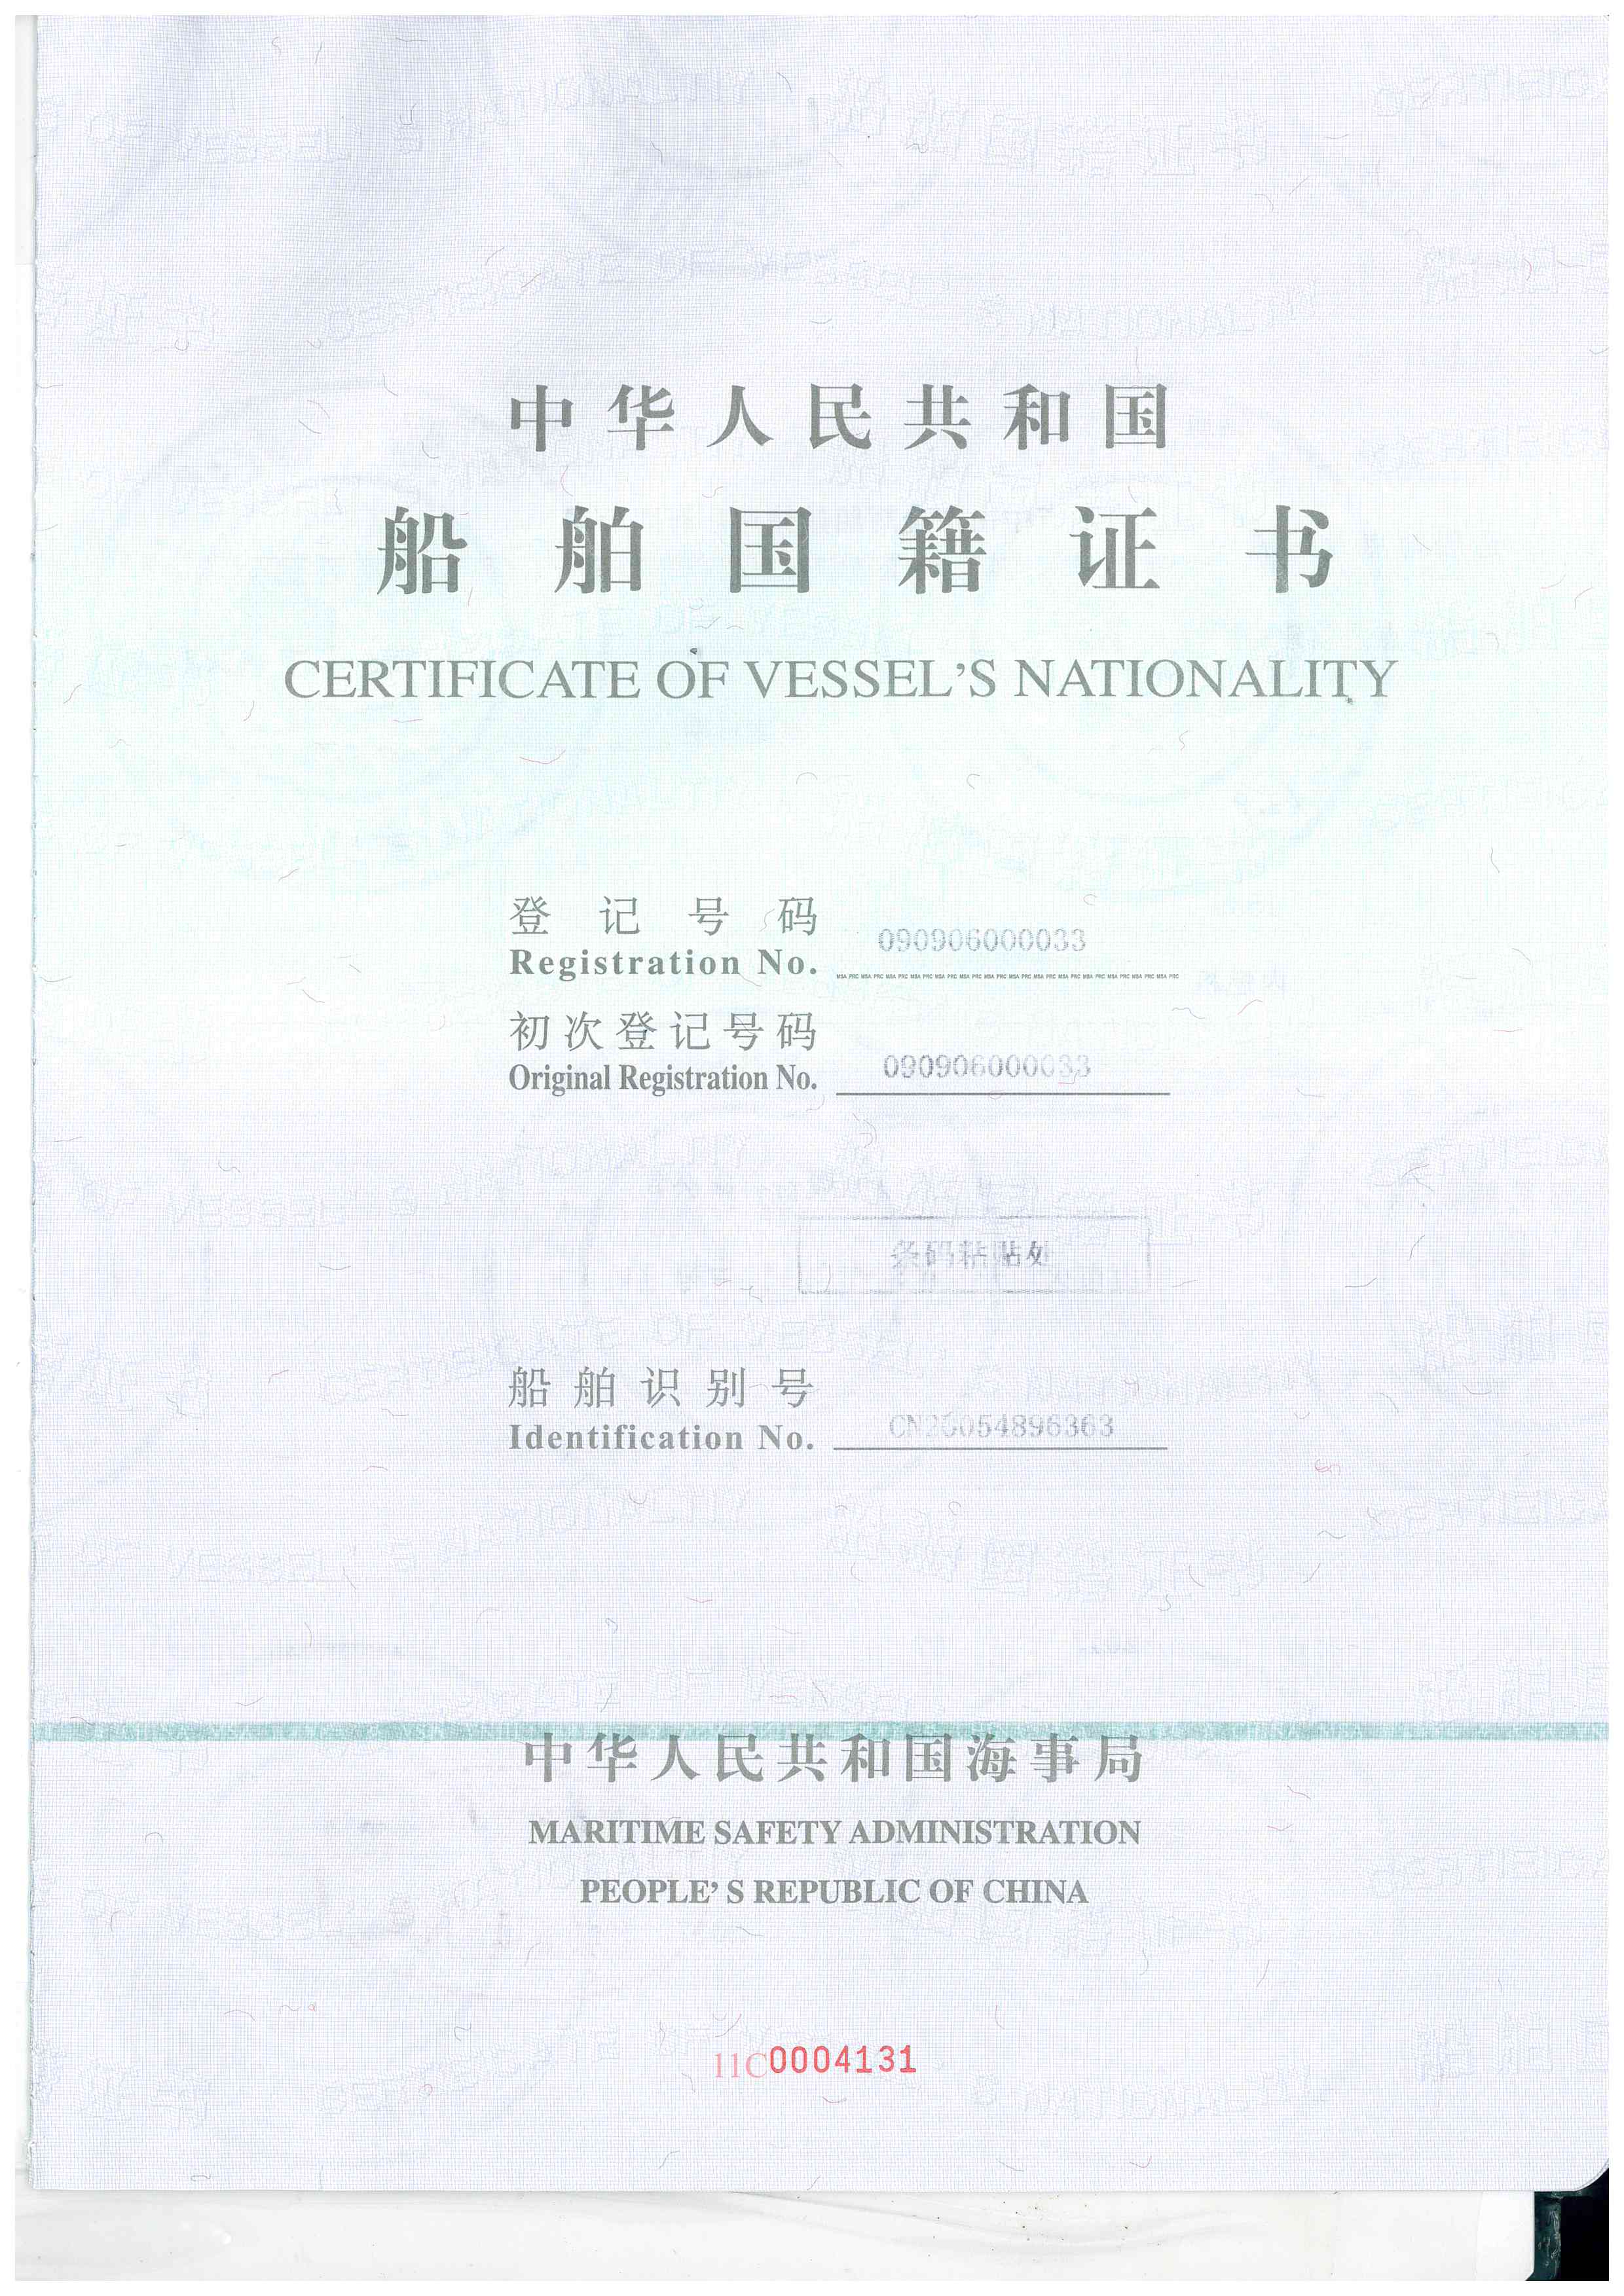 中华人民共和国
船舶国籍证书
CERTIFICATE OF VESSEL'S NATIONALITY
登记号码
Registration No. 090906000033
初次登记号码
Original Registration No. 090906000033
条码粘贴处
船舶识别号
Identification No. CN20054896363
中华人民共和国海事局
MARITIME SAFETY ADMINISTRATION
PEOPLE' S REPUBLIC OF CHINA
11C0004131